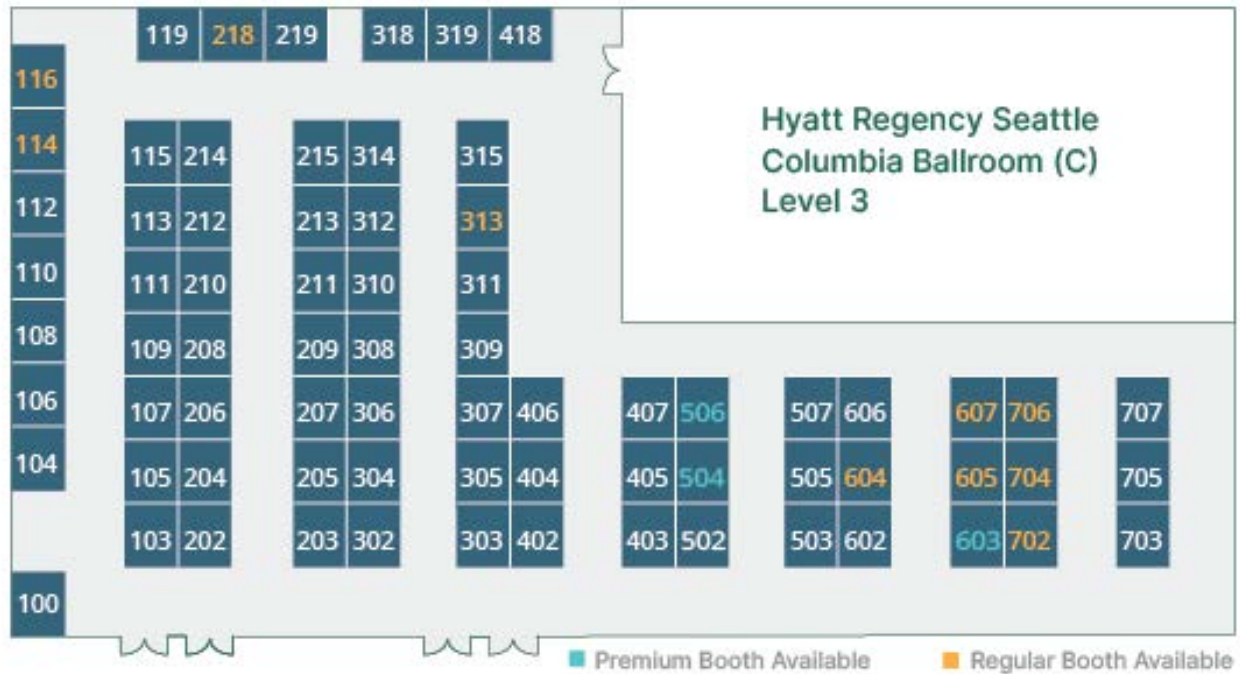 119 218 219 318 319 418
116
114
112
110
108
106
104
100
115 214 215 314 315
113 212 213 312 313
111 210 211 310 311
109 208 209 308 309
107 206 207 306 307 406 407 506 507 606 607 706 707
105 204 205 304 305 404 405 504 505 604 605 704 705
103 202 203 302 303 402 403 502 503 602 603 702 703
Hyatt Regency Seattle
Columbia Ballroom (C)
Level 3
Premium Booth Available Regular Booth Available